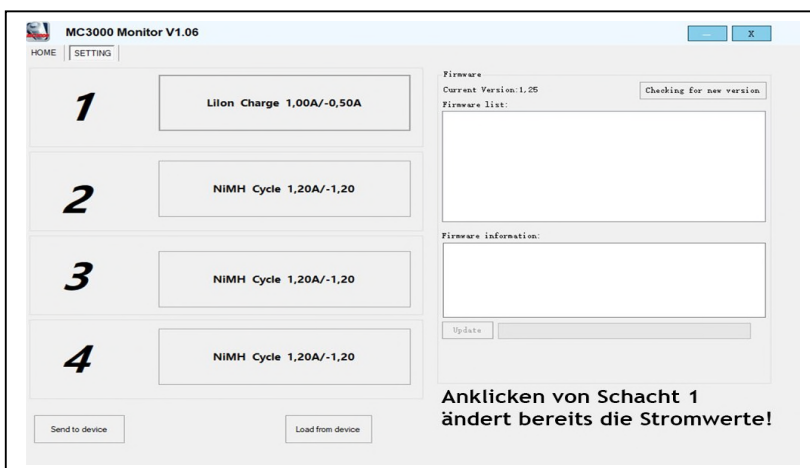 MC3000 Monitor V1.06
X
HOME SETTING
1 LiIon Charge 1,00A/-0,50A
2 NiMH Cycle 1,20A/-1,20
3 NiMH Cycle 1,20A/-1,20
4 NiMH Cycle 1,20A/-1,20
Send to device Load from device
Firmware
Current Version:1,25 Checking for new version
Firmware list:
Firmware information:
Update
Anklicken von Schacht 1
ändert bereits die Stromwerte!